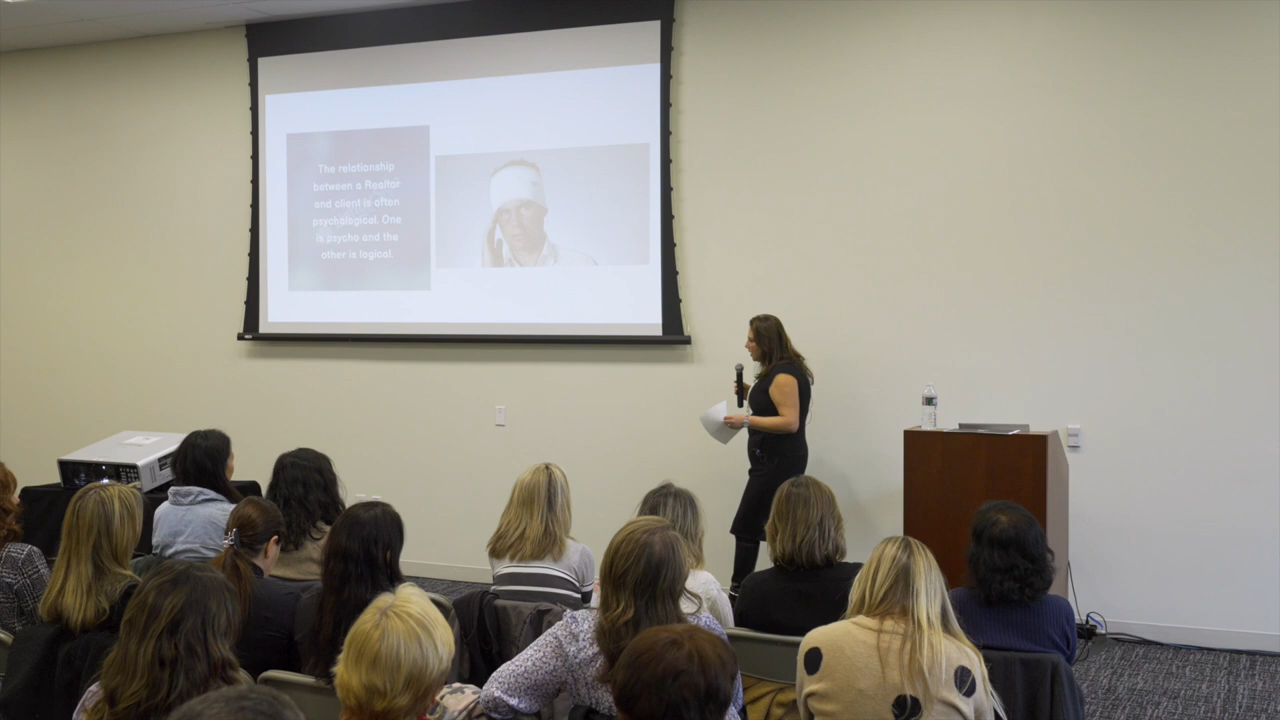 The relationship
between a Realtor
and client is often
psychological. One
is psycho and the
other is logical.